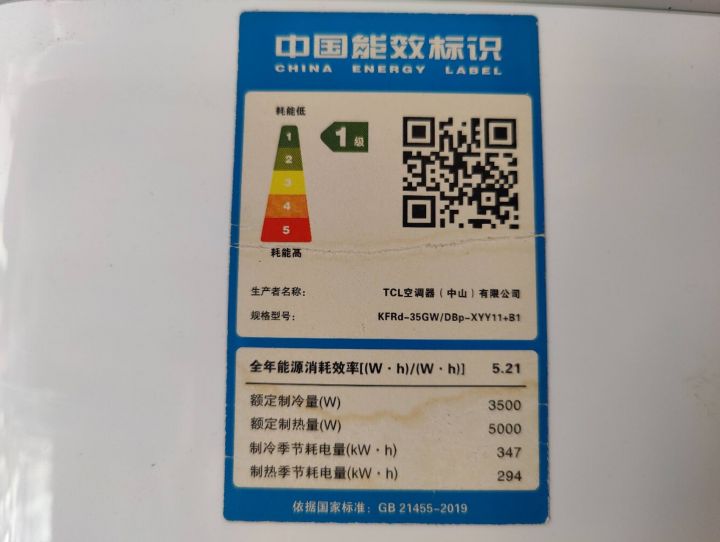 中国能效标识
CHINA ENERGY LABEL
耗能低
1
1级
2
3
4
5
耗能高
生产者名称： TCL空调器（中山）有限公司
规格型号： KFRd-35GW/DBp-XYY11+B1
全年能源消耗效率[(W·h)/(W·h)] 5.21
额定制冷量(W) 3500
额定制热量(W) 5000
制冷季节耗电量(kW·h) 347
制热季节耗电量(kW·h) 294
依据国家标准：GB 21455-2019